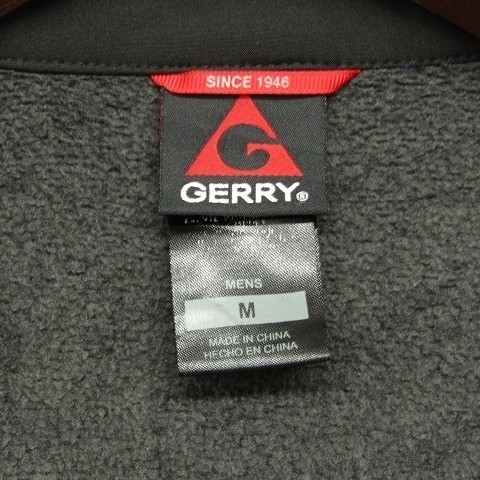 SINCE 1946
G
GERRY®
MENS
M
MADE IN CHINA
HECHO EN CHINA